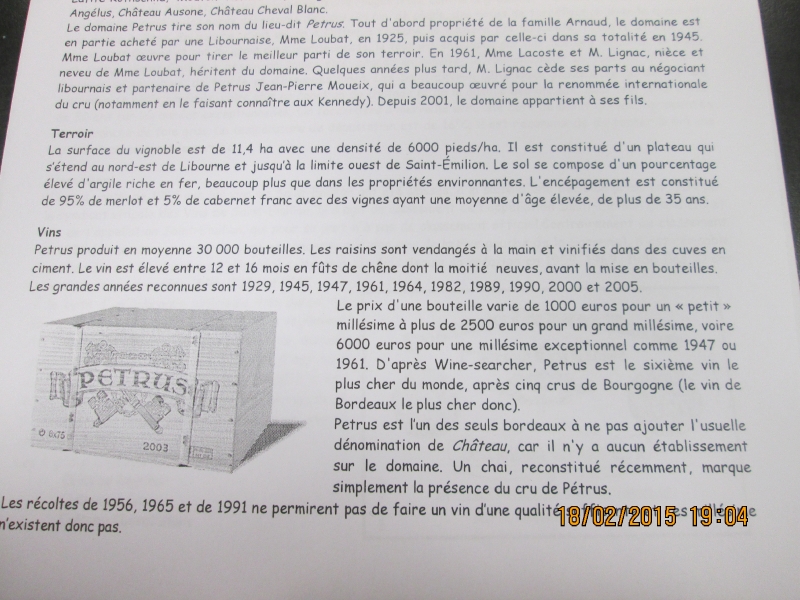 Angélus, Château Ausone, Château Cheval Blanc.
Le domaine Petrus tire son nom du lieu-dit Petrus. Tout d'abord propriété de la famille Arnaud, le domaine est
en partie acheté par une Libournaise, Mme Loubat, en 1925, puis acquis par celle-ci dans sa totalité en 1945.
Mme Loubat œuvre pour tirer le meilleur parti de son terroir. En 1961, Mme Lacoste et M. Lignac, nièce et
neveu de Mme Loubat, héritent du domaine. Quelques années plus tard, M. Lignac cède ses parts au négociant
libournais et partenaire de Petrus Jean-Pierre Moueix, qui a beaucoup œuvré pour la renommée internationale
du cru (notamment en le faisant connaître aux Kennedy). Depuis 2001, le domaine appartient à ses fils.
Terroir
La surface du vignoble est de 11,4 ha avec une densité de 6000 pieds/ha. Il est constitué d'un plateau qui
s'étend au nord-est de Libourne et jusqu'à la limite ouest de Saint-Émilion. Le sol se compose d'un pourcentage
élevé d'argile riche en fer, beaucoup plus que dans les propriétés environnantes. L'encépagement est constitué
de 95% de merlot et 5% de cabernet franc avec des vignes ayant une moyenne d'âge élevée, de plus de 35 ans.
Vins
Petrus produit en moyenne 30 000 bouteilles. Les raisins sont vendangés à la main et vinifiés dans des cuves en
ciment. Le vin est élevé entre 12 et 16 mois en fûts de chêne dont la moitié neuves, avant la mise en bouteilles.
Les grandes années reconnues sont 1929, 1945, 1947, 1961, 1964, 1982, 1989, 1990, 2000 et 2005.
Le prix d'une bouteille varie de 1000 euros pour un « petit »
millésime à plus de 2500 euros pour un grand millésime, voire
6000 euros pour une millésime exceptionnel comme 1947 ou
1961. D'après Wine-searcher, Petrus est le sixième vin le
plus cher du monde, après cinq crus de Bourgogne (le vin de
Bordeaux le plus cher donc).
Petrus est l'un des seuls bordeaux à ne pas ajouter l'usuelle
dénomination de Château, car il n'y a aucun établissement
sur le domaine. Un chai, reconstitué récemment, marque
simplement la présence du cru de Pétrus.
PETRUS
6x75
2003
Les récoltes de 1956, 1965 et de 1991 ne permirent pas de faire un vin d'une qualité
n'existent donc pas.
18/02/2015 19:04